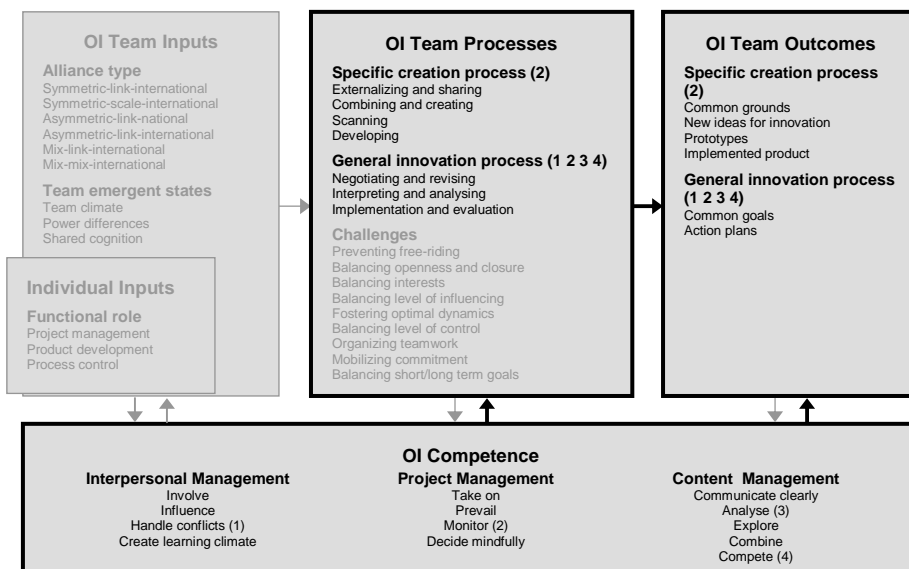 OI Team Inputs
Alliance type
Symmetric-link-international
Symmetric-scale-international
Asymmetric-link-national
Asymmetric-link-international
Mix-link-international
Mix-mix-international
Team emergent states
Team climate
Power differences
Shared cognition
Individual Inputs
Functional role
Project management
Product development
Process control
OI Team Processes
Specific creation process (2)
Externalizing and sharing
Combining and creating
Scanning
Developing
General innovation process (1 2 3 4)
Negotiating and revising
Interpreting and analysing
Implementation and evaluation
Challenges
Preventing free-riding
Balancing openness and closure
Balancing interests
Balancing level of influencing
Fostering optimal dynamics
Balancing level of control
Organizing teamwork
Mobilizing commitment
Balancing short/long term goals
OI Team Outcomes
Specific creation process
(2)
Common grounds
New ideas for innovation
Prototypes
Implemented product
General innovation process
(1 2 3 4)
Common goals
Action plans
OI Competence
Interpersonal Management
Involve
Influence
Handle conflicts (1)
Create learning climate
Project Management
Take on
Prevail
Monitor (2)
Decide mindfully
Content Management
Communicate clearly
Analyse (3)
Explore
Combine
Compete (4)